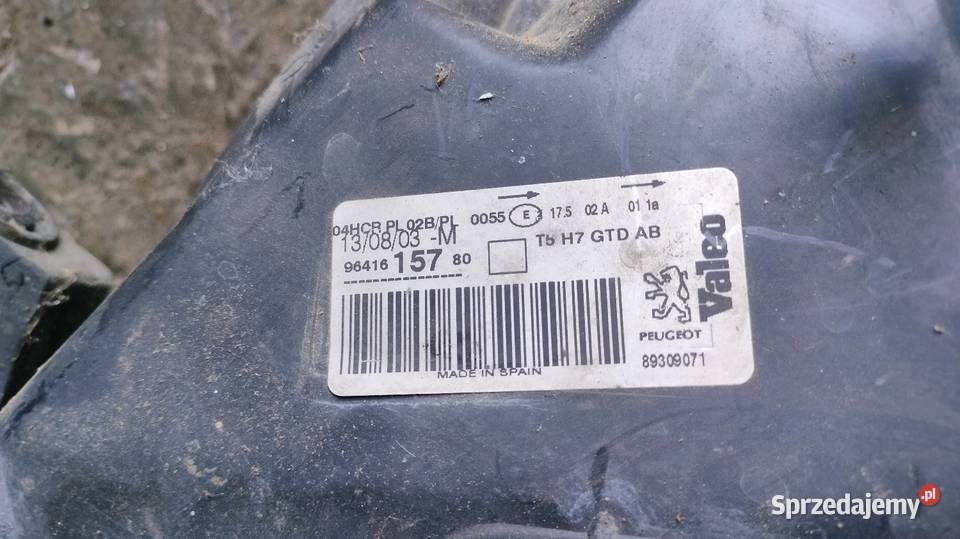 04HCR PL 02B/PL 0055 E 17.5 02 A 01 1a
13/08/03 -M T5 H7 GTD AB
96416 157 80
Valeo
PEUGEOT
89309071
MADE IN SPAIN
Sprzedajemy.pl